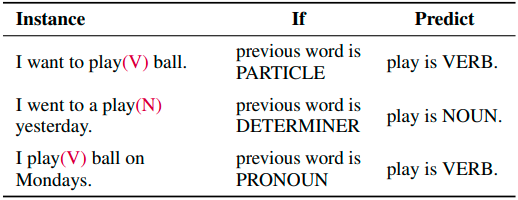 Instance If Predict
I want to play(V) ball. previous word is PARTICLE play is VERB.
I went to a play(N) yesterday. previous word is DETERMINER play is NOUN.
I play(V) ball on Mondays. previous word is PRONOUN play is VERB.